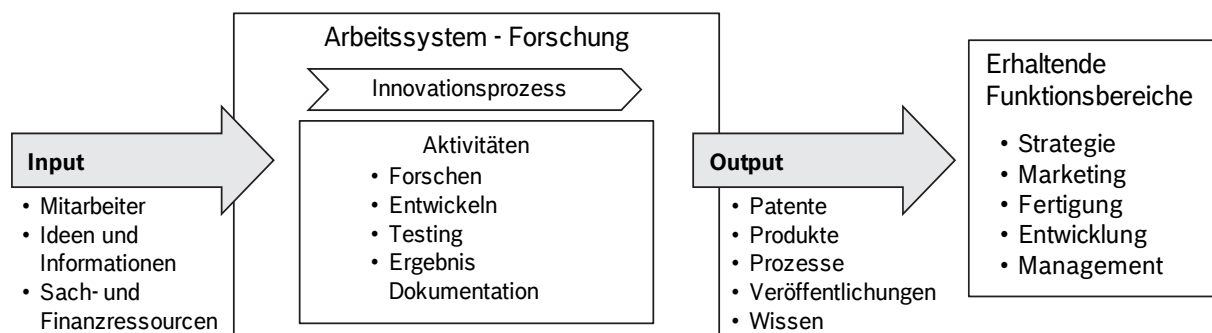 Input
• Mitarbeiter
• Ideen und
Informationen
• Sach- und
Finanzressourcen
Arbeitssystem - Forschung
Innovationsprozess
Aktivitäten
• Forschen
• Entwickeln
• Testing
• Ergebnis
Dokumentation
Output
• Patente
• Produkte
• Prozesse
• Veröffentlichungen
• Wissen
Erhaltende
Funktionsbereiche
• Strategie
• Marketing
• Fertigung
• Entwicklung
• Management